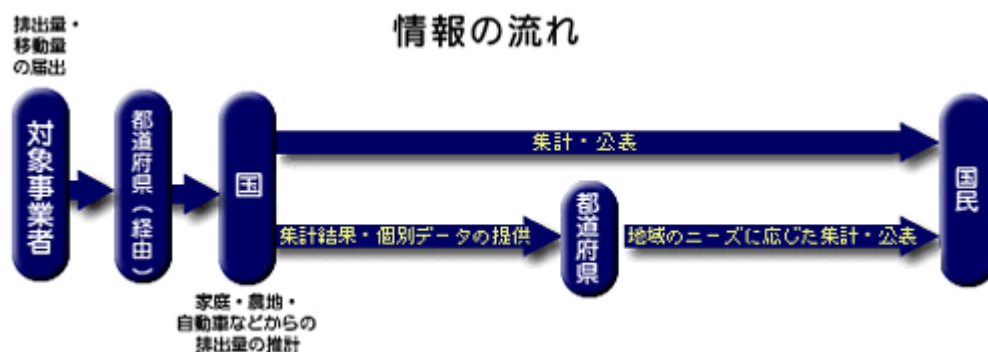 情報の流れ
排出量・
移動量
の届出
対象事業者
都道府県(経由)
国
集計・公表
集計結果・個別データの提供
都道府県
地域のニーズに応じた集計・公表
国民
家庭・農地・
自動車などからの
排出量の推計